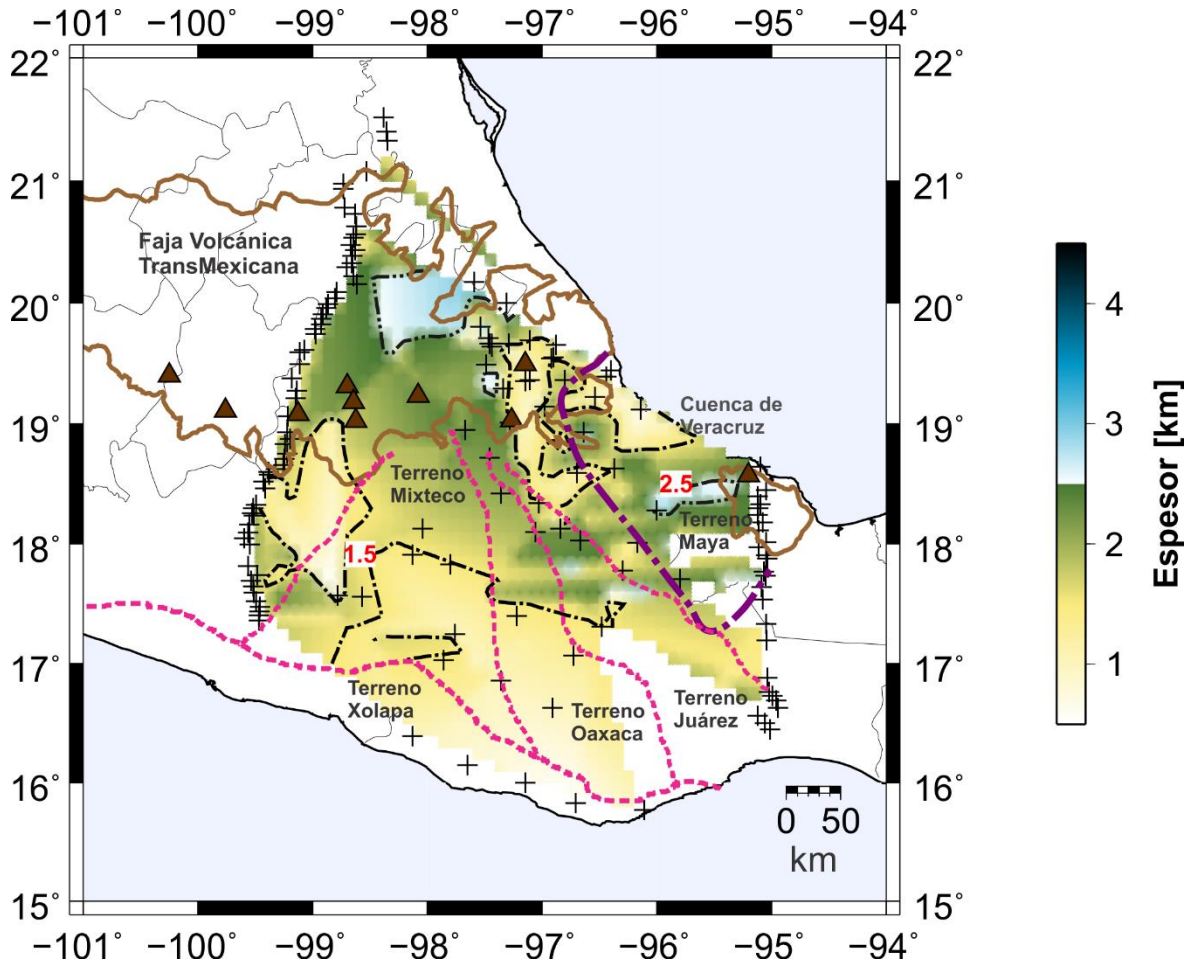 −101˚ −100˚ −99˚ −98˚ −97˚ −96˚ −95˚ −94˚
22˚ 22˚
21˚ 21˚
Faja Volcánica
TransMexicana
20˚ 20˚
19˚ 19˚
Cuenca de
Veracruz
Terreno
Mixteco
2.5
Terreno
Maya
18˚ 18˚
1.5
17˚ 17˚
Terreno
Xolapa
Terreno
Oaxaca
Terreno
Juárez
16˚ 16˚
0 50
km
15˚ 15˚
−101˚ −100˚ −99˚ −98˚ −97˚ −96˚ −95˚ −94˚
4
3
2
1
Espesor [km]